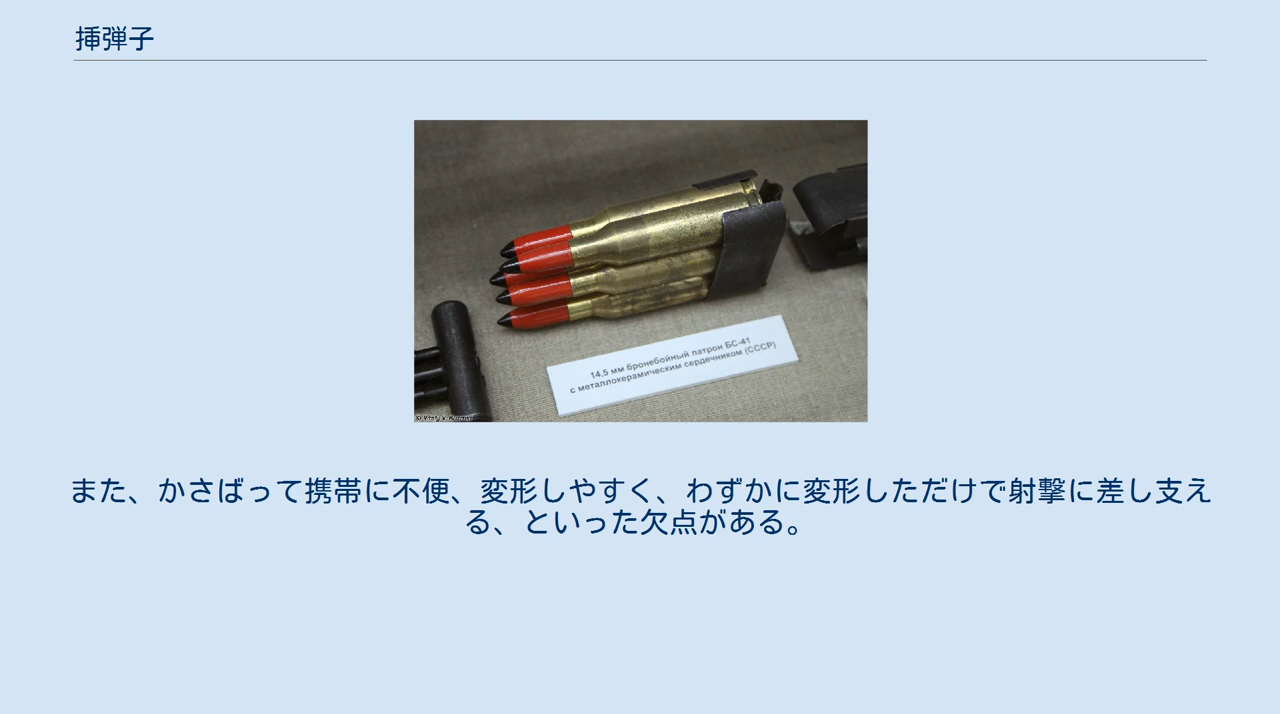 挿弾子
14,5 мм бронебойный патрон БС-41
с металлокерамическим сердечником (СССР)
また、かさばって携帯に不便、変形しやすく、わずかに変形しただけで射撃に差し支え
る、といった欠点がある。